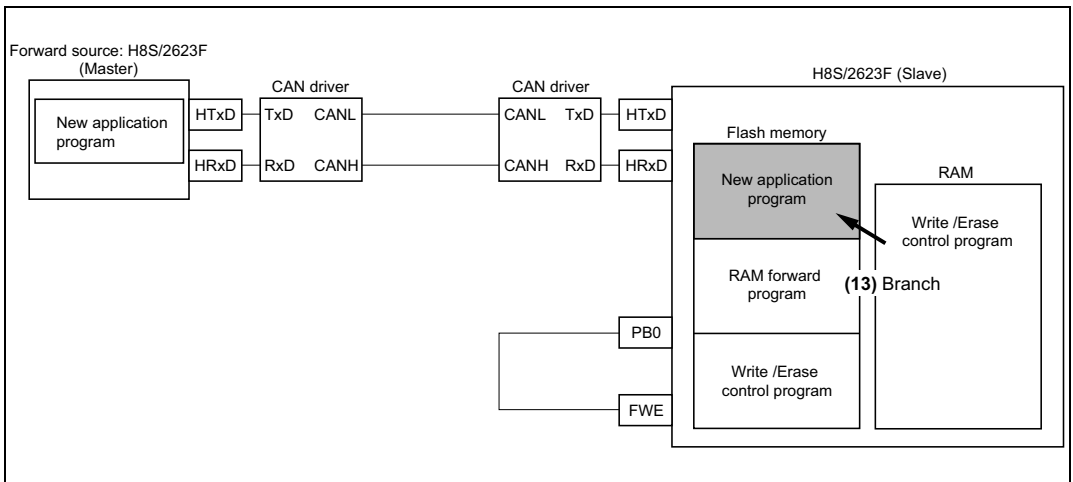 Forward source: H8S/2623F
(Master)
New application
program
HTxD
HRxD
CAN driver
TxD CANL
RxD CANH
CAN driver
CANL TxD
CANH RxD
HTxD
HRxD
PB0
FWE
H8S/2623F (Slave)
Flash memory
New application
program
RAM forward
program
Write /Erase
control program
RAM
Write /Erase
control program
(13) Branch